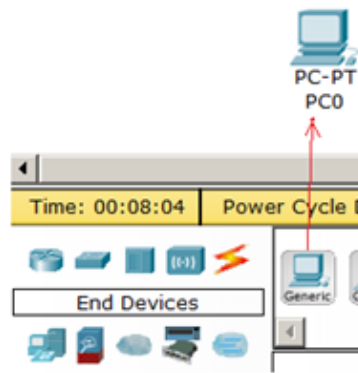 PC-PT
PC0
Time: 00:08:04 Power Cycle
End Devices
Generic